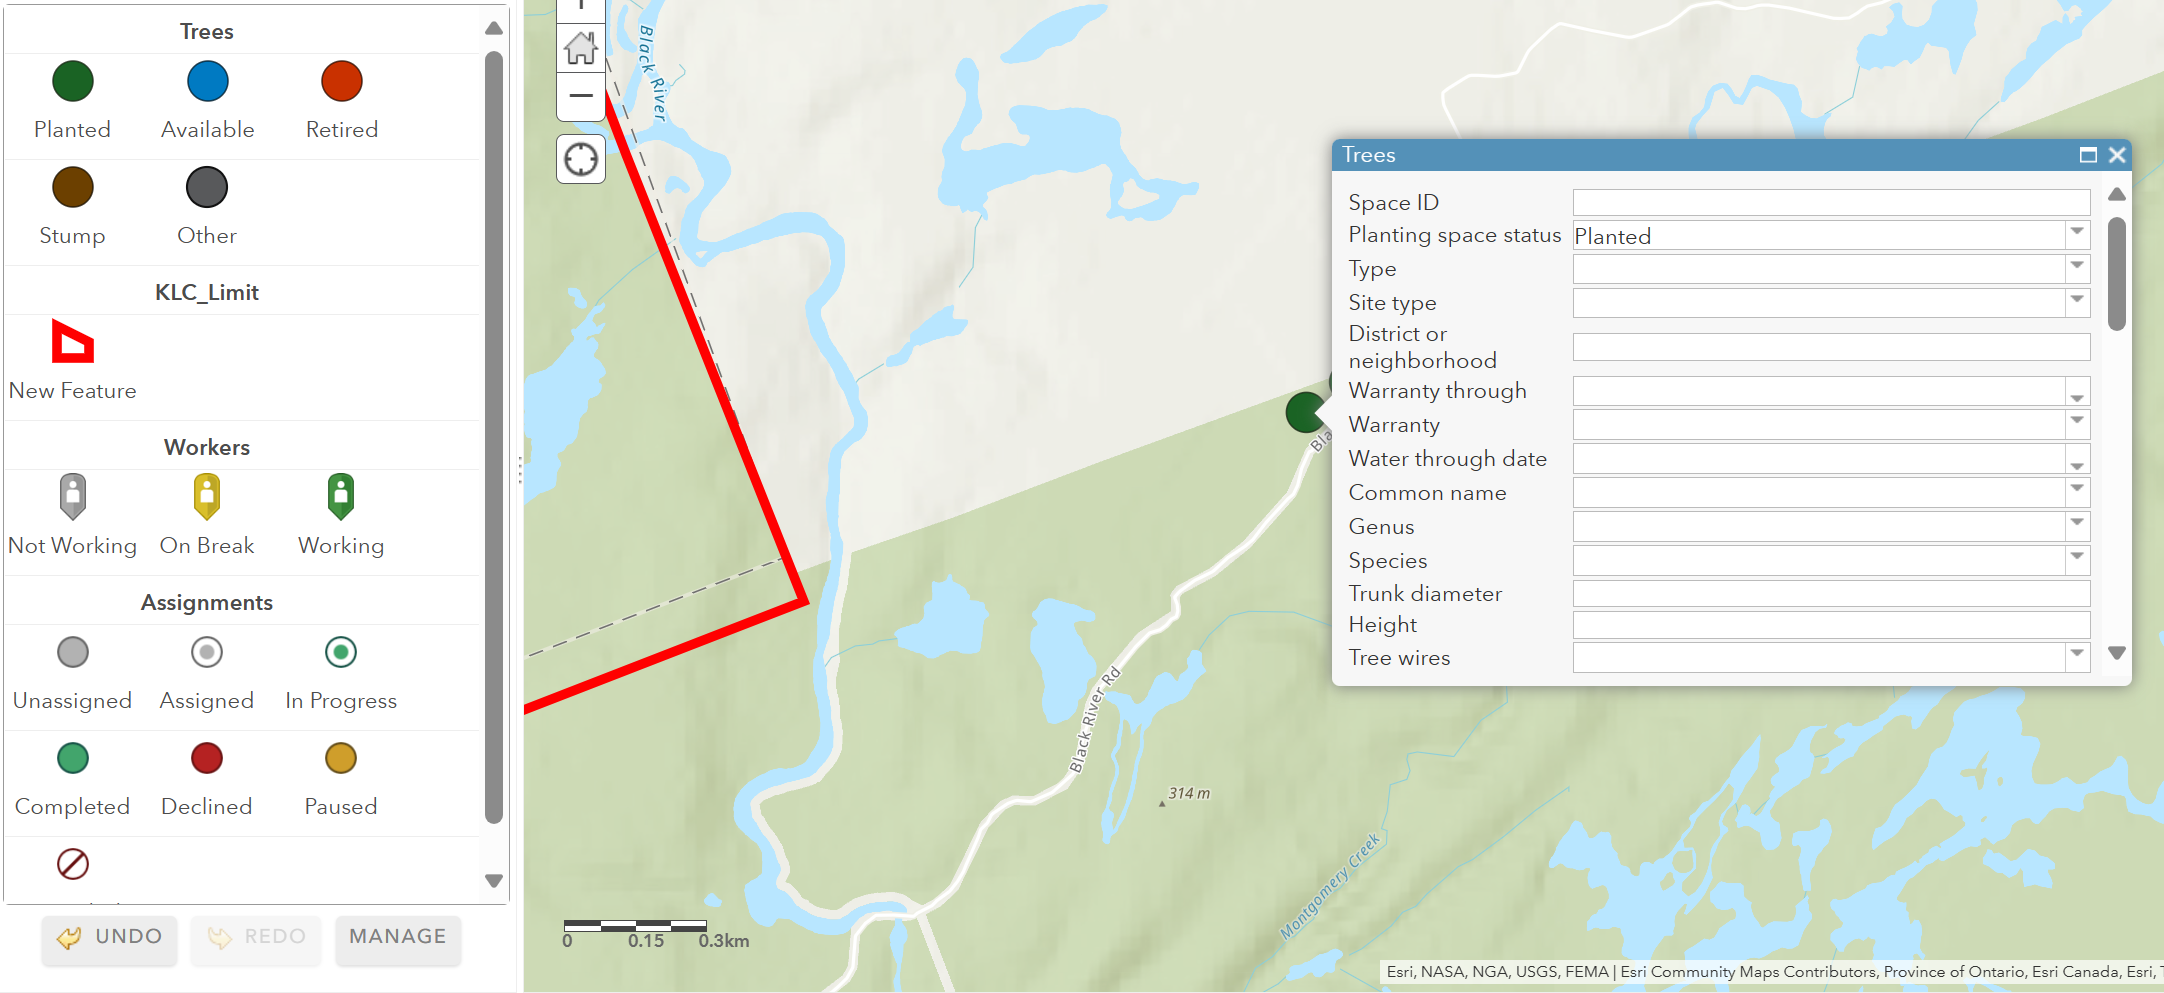 Trees
Planted Available Retired
Stump Other
KLC_Limit
New Feature
Workers
Not Working On Break Working
Assignments
Unassigned Assigned In Progress
Completed Declined Paused
UNDO REDO MANAGE
Black River
Black River Rd
314 m
Montgomery Creek
0 0.15 0.3km
Trees
Space ID
Planting space status Planted
Type
Site type
District or
neighborhood
Warranty through
Warranty
Water through date
Common name
Genus
Species
Trunk diameter
Height
Tree wires
Esri, NASA, NGA, USGS, FEMA | Esri Community Maps Contributors, Province of Ontario, Esri Canada, Esri,